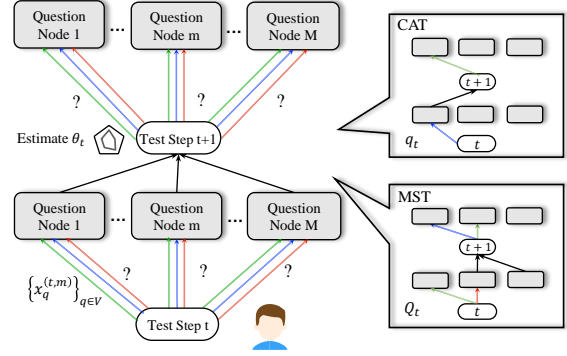 Question Node 1
...
Question Node m
...
Question Node M
?
?
?
Estimate θ_t
Test Step t+1
Question Node 1
...
Question Node m
...
Question Node M
?
?
?
{x_q^{(t,m)}}_{q∈V}
Test Step t
CAT
t + 1
q_t
t
MST
t + 1
Q_t
t